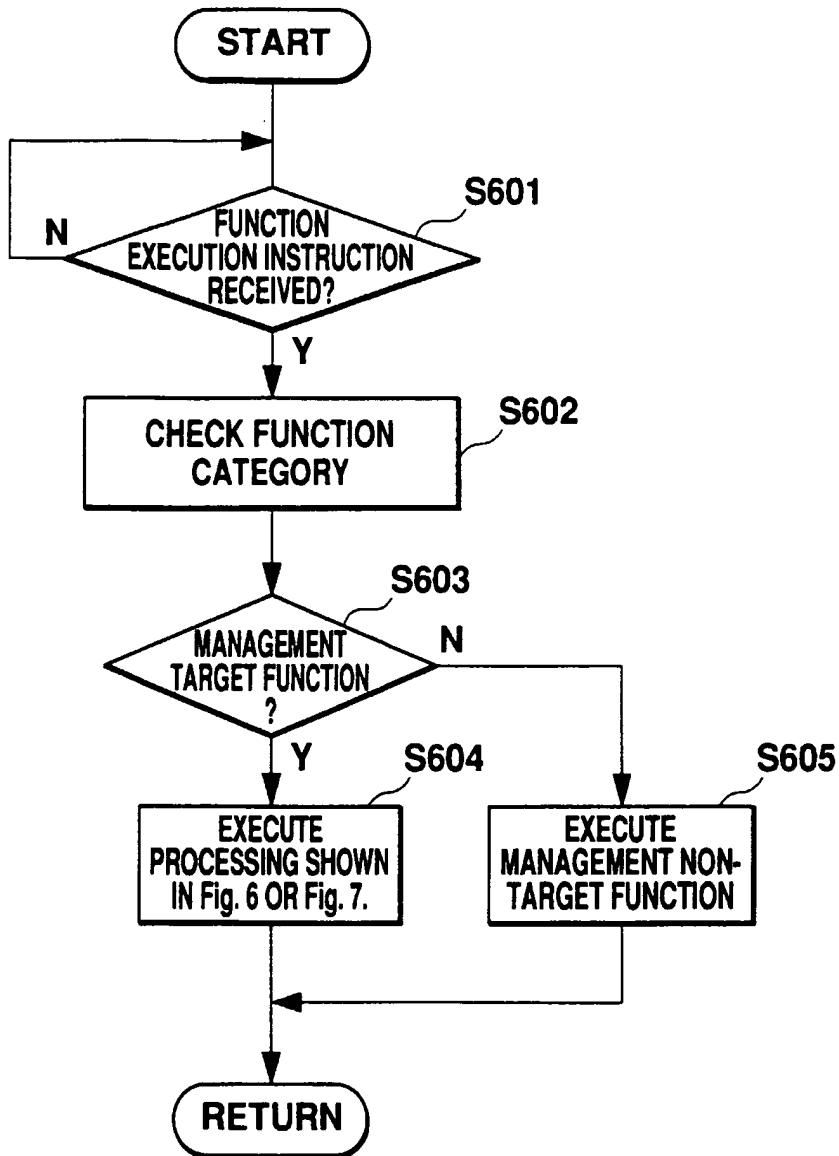 START
S601
N
FUNCTION
EXECUTION INSTRUCTION
RECEIVED?
Y
S602
CHECK FUNCTION
CATEGORY
S603
MANAGEMENT
TARGET FUNCTION
?
N
Y
S604
EXECUTE
PROCESSING SHOWN
IN Fig. 6 OR Fig. 7.
S605
EXECUTE
MANAGEMENT NON-
TARGET FUNCTION
RETURN